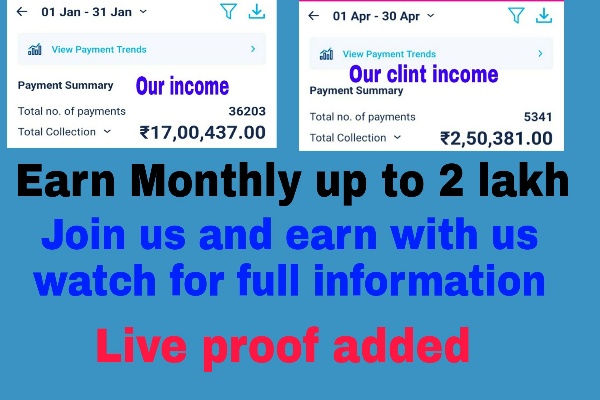 01 Jan - 31 Jan
View Payment Trends
Payment Summary
Our income
Total no. of payments 36203
Total Collection ₹17,00,437.00
01 Apr - 30 Apr
View Payment Trends
Our clint income
Payment Summary
Total no. of payments 5341
Total Collection ₹2,50,381.00
Earn Monthly up to 2 lakh
Join us and earn with us
watch for full information
Live proof added